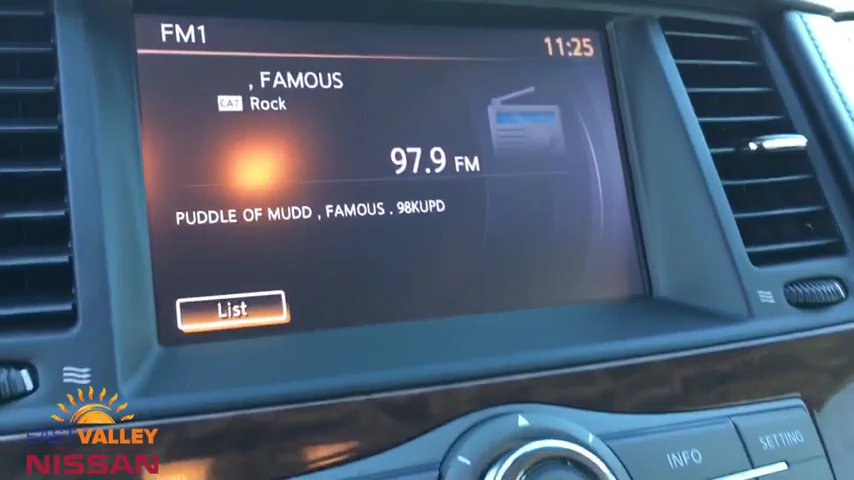 FM1
11:25
, FAMOUS
CAT Rock
97.9 FM
PUDDLE OF MUDD , FAMOUS . 98KUPD
List
INFO
SETTING
EAST VALLEY
NISSAN